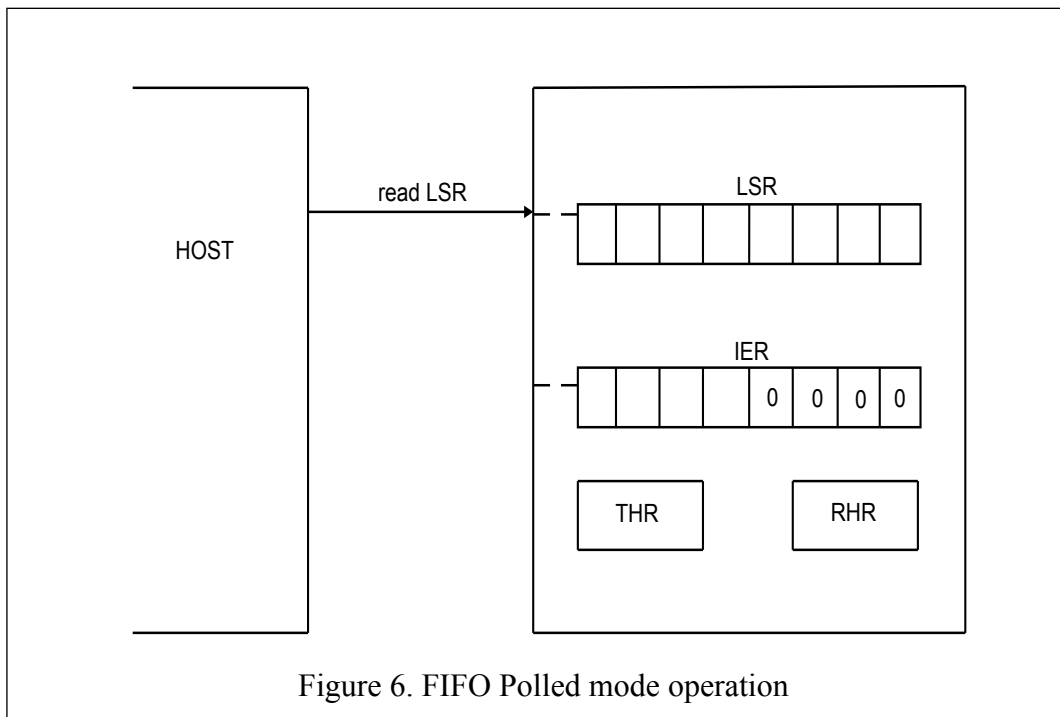 read LSR
LSR
HOST
IER
0 0 0 0
THR RHR
Figure 6. FIFO Polled mode operation